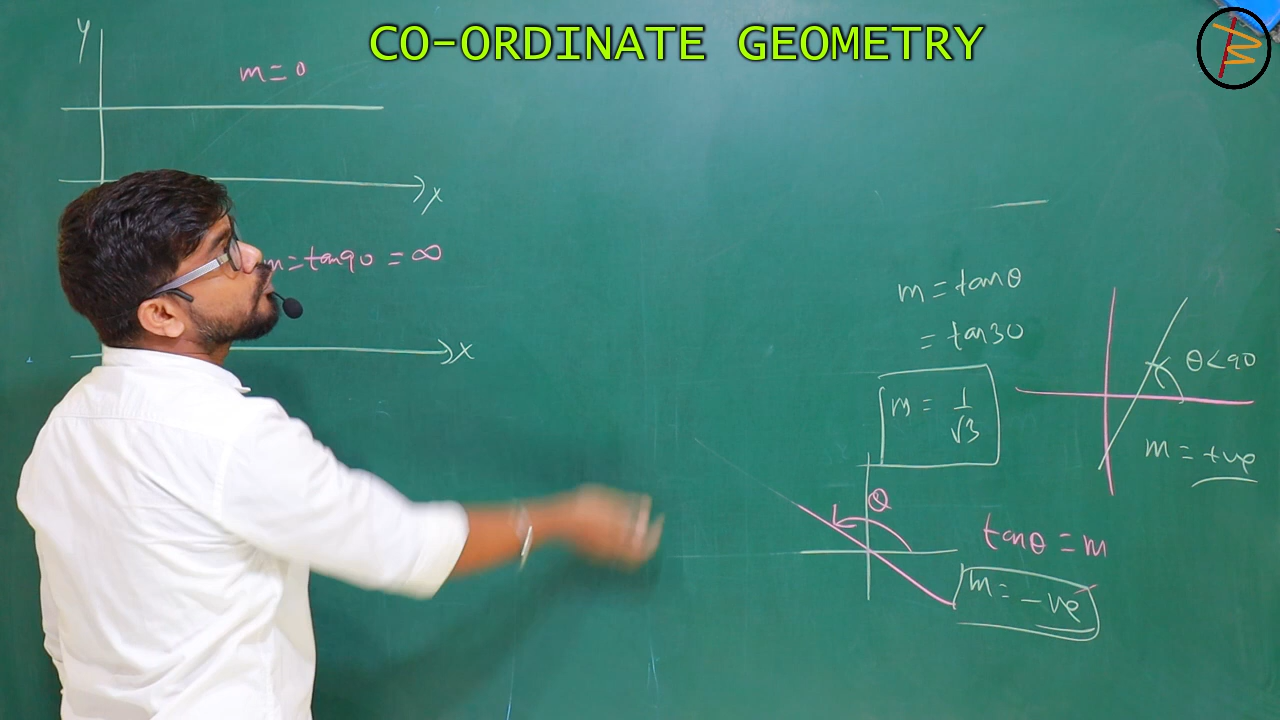 CO-ORDINATE GEOMETRY
y
m = 0
x
m = tan90 = ∞
x
m = tanθ
= tan30
m = 1/√3
θ < 90
m = +ve
θ
tanθ = m
m = -ve